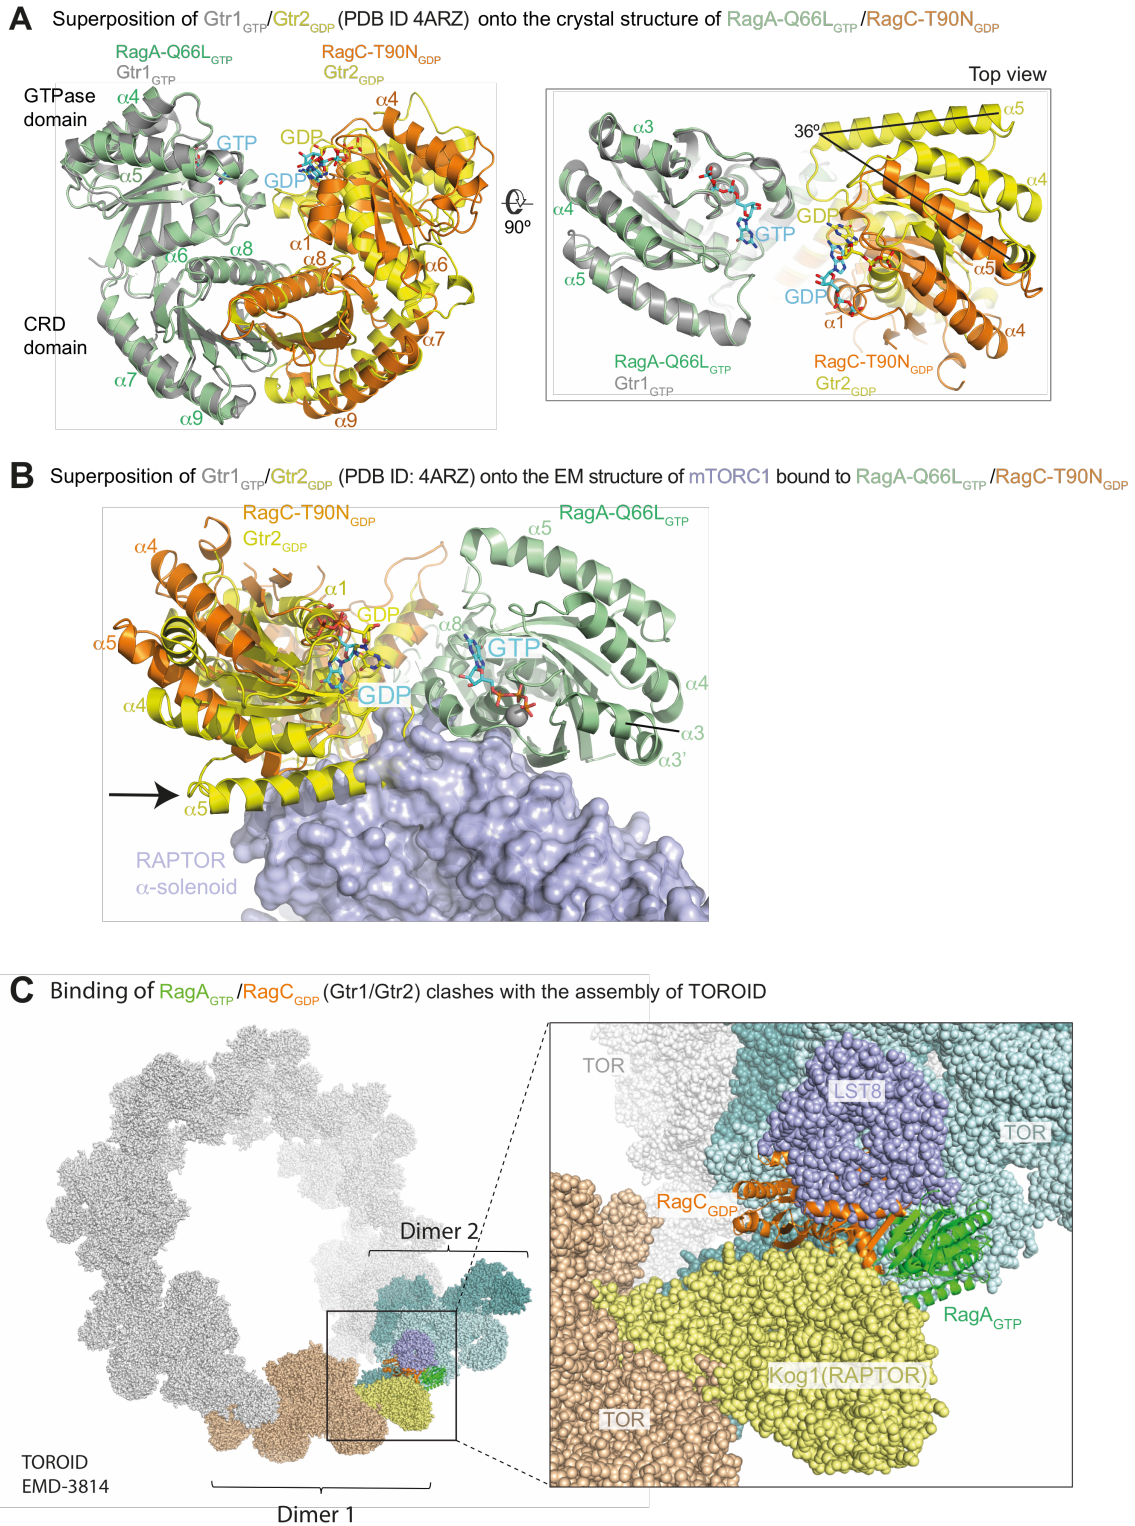 A Superposition of Gtr1GTP/Gtr2GDP (PDB ID 4ARZ) onto the crystal structure of RagA-Q66LGTP/RagC-T90NGDP
RagA-Q66LGTP
Gtr1GTP
RagC-T90NGDP
Gtr2GDP
GTPase
domain
α4
α4
GTP
GDP
GDP
α5
α1
α6
α8
α8
α6
CRD
domain
α7
α7
α9
α9
90º
Top view
α3
α5
36º
α4
α4
GDP
GTP
α5
α5
GDP
α1
α4
RagA-Q66LGTP
Gtr1GTP
RagC-T90NGDP
Gtr2GDP
B Superposition of Gtr1GTP/Gtr2GDP (PDB ID: 4ARZ) onto the EM structure of mTORC1 bound to RagA-Q66LGTP/RagC-T90NGDP
RagC-T90NGDP
Gtr2GDP
RagA-Q66LGTP
α5
α4
α1
GDP
α8
GTP
α5
α4
GDP
α4
α3
α3'
α5
RAPTOR
α-solenoid
C Binding of RagAGTP/RagCGDP (Gtr1/Gtr2) clashes with the assembly of TOROID
TOR
LST8
TOR
RagCGDP
RagAGTP
Kog1(RAPTOR)
TOR
Dimer 2
TOROID
EMD-3814
Dimer 1